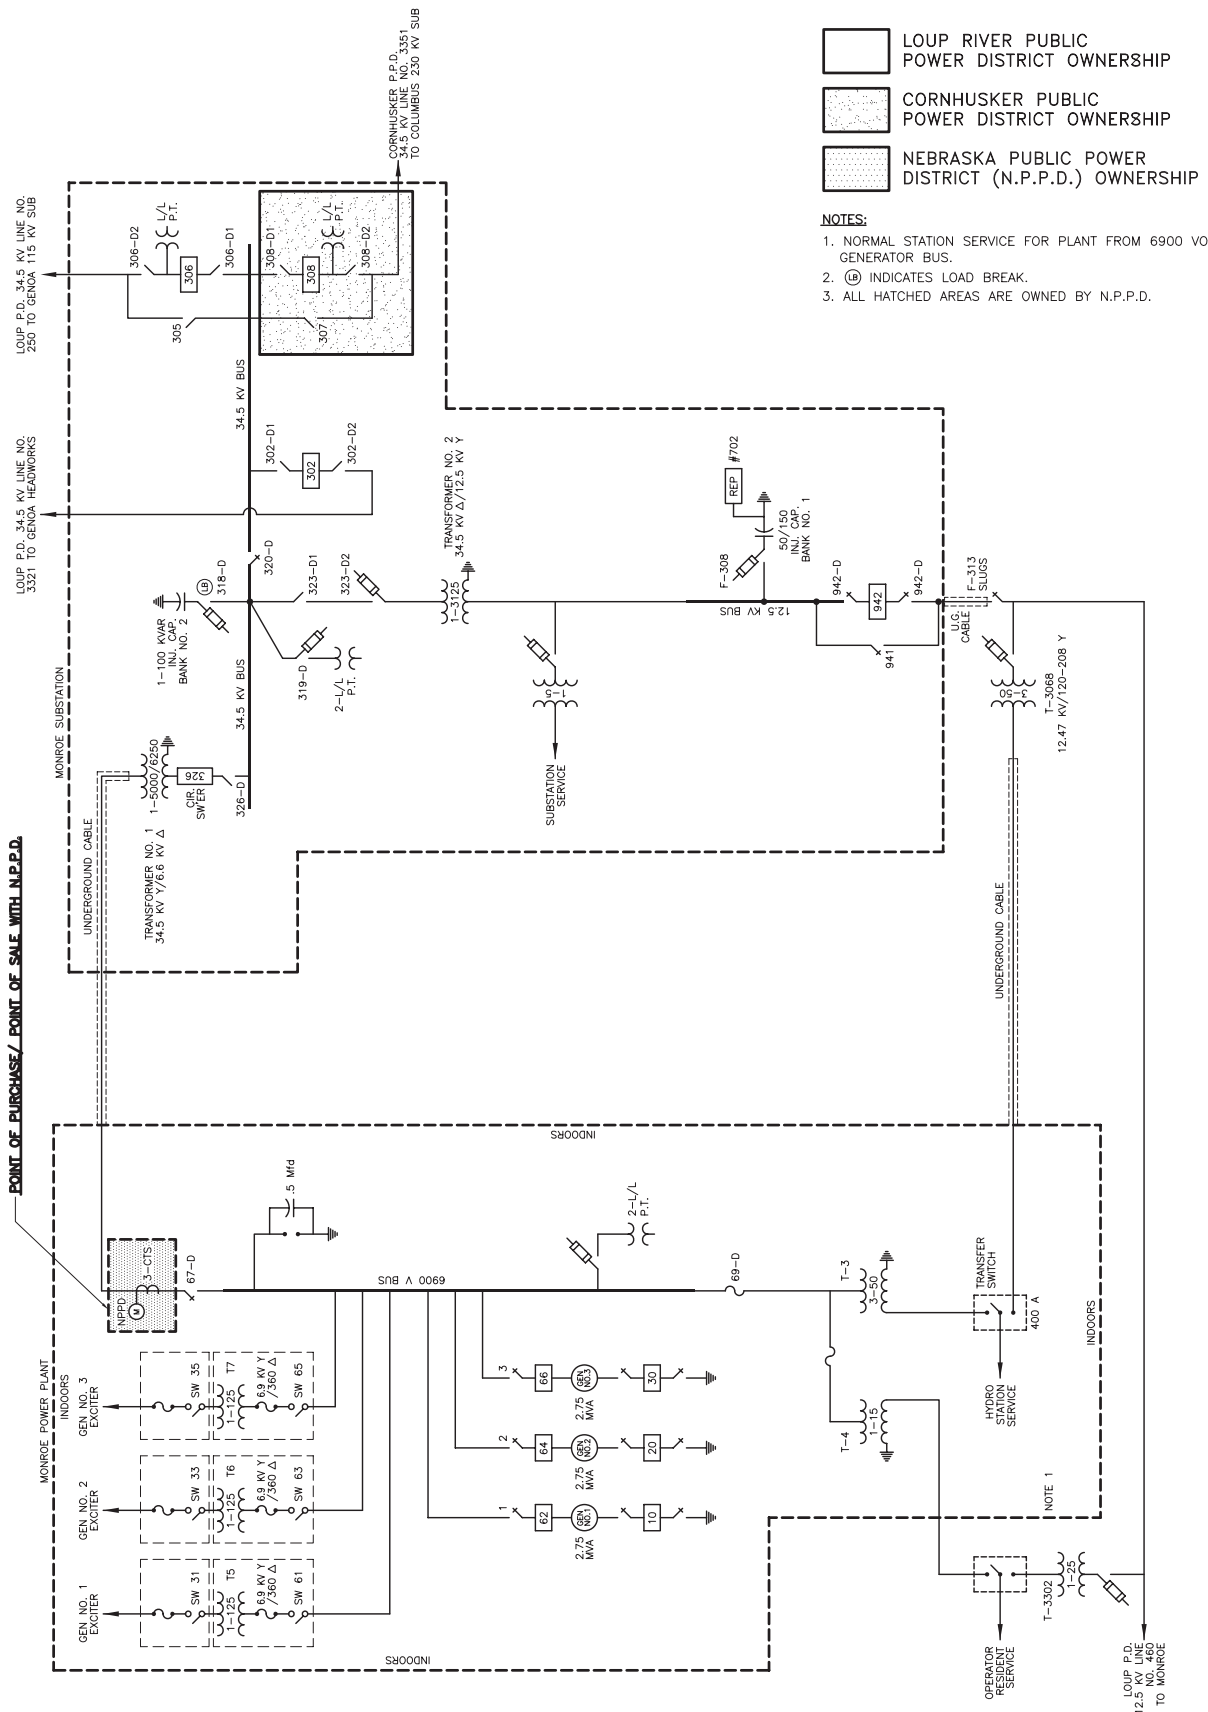 LOUP RIVER PUBLIC
POWER DISTRICT OWNERSHIP
CORNHUSKER PUBLIC
POWER DISTRICT OWNERSHIP
NEBRASKA PUBLIC POWER
DISTRICT (N.P.P.D.) OWNERSHIP
NOTES:
1. NORMAL STATION SERVICE FOR PLANT FROM 6900 VO
GENERATOR BUS.
2. LB INDICATES LOAD BREAK.
3. ALL HATCHED AREAS ARE OWNED BY N.P.P.D.
CORNHUSKER P.P.D.
34.5 KV LINE NO. 3351
TO COLUMBUS 230 KV SUB
LOUP P.D. 34.5 KV LINE NO.
250 TO GENOA 115 KV SUB
306-D2
L/L
P.T.
306
306-D1
305
308-D1
308
L/L
P.T.
308-D2
307
34.5 KV BUS
LOUP P.D. 34.5 KV LINE NO.
3321 TO GENOA HEADWORKS
302-D1
302
302-D2
320-D
LB
318-D
1-100 KVAR
INJ. CAP.
BANK NO. 2
323-D1
323-D2
319-D
2-L/L
P.T.
34.5 KV BUS
MONROE SUBSTATION
TRANSFORMER NO. 2
34.5 KV Δ/12.5 KV Y
1-3125
REP
#702
F-308
50/150
INJ. CAP.
BANK NO. 1
12.5 KV BUS
942-D
942
942-D
941
U.G.
CABLE
F-313
SLUGS
1-5
SUBSTATION
SERVICE
3-50
T-3068
12.47 KV/120-208 Y
UNDERGROUND CABLE
TRANSFORMER NO. 1
34.5 KV Y/6.6 KV Δ
1-5000/6250
326
CIR.
SW'ER
326-D
UNDERGROUND CABLE
POINT OF PURCHASE/ POINT OF SALE WITH N.P.P.D.
INDOORS
NPPD
M
3-CTS
67-D
.5 Mfd
6900 V BUS
2-L/L
P.T.
69-D
T-3
3-50
TRANSFER
SWITCH
400 A
INDOORS
HYDRO
STATION
SERVICE
T-4
1-15
NOTE 1
MONROE POWER PLANT
INDOORS
GEN NO. 3
EXCITER
SW 35
T7
1-125
6.9 KV Y
/360 Δ
SW 65
GEN NO. 2
EXCITER
SW 33
T6
1-125
6.9 KV Y
/360 Δ
SW 63
GEN NO. 1
EXCITER
SW 31
T5
1-125
6.9 KV Y
/360 Δ
SW 61
3
66
GEN
NO.3
2.75
MVA
30
2
64
GEN
NO.2
2.75
MVA
20
1
62
GEN
NO.1
2.75
MVA
10
INDOORS
OPERATOR
RESIDENT
SERVICE
T-3302
1-25
LOUP P.D.
12.5 KV LINE
NO. 460
TO MONROE